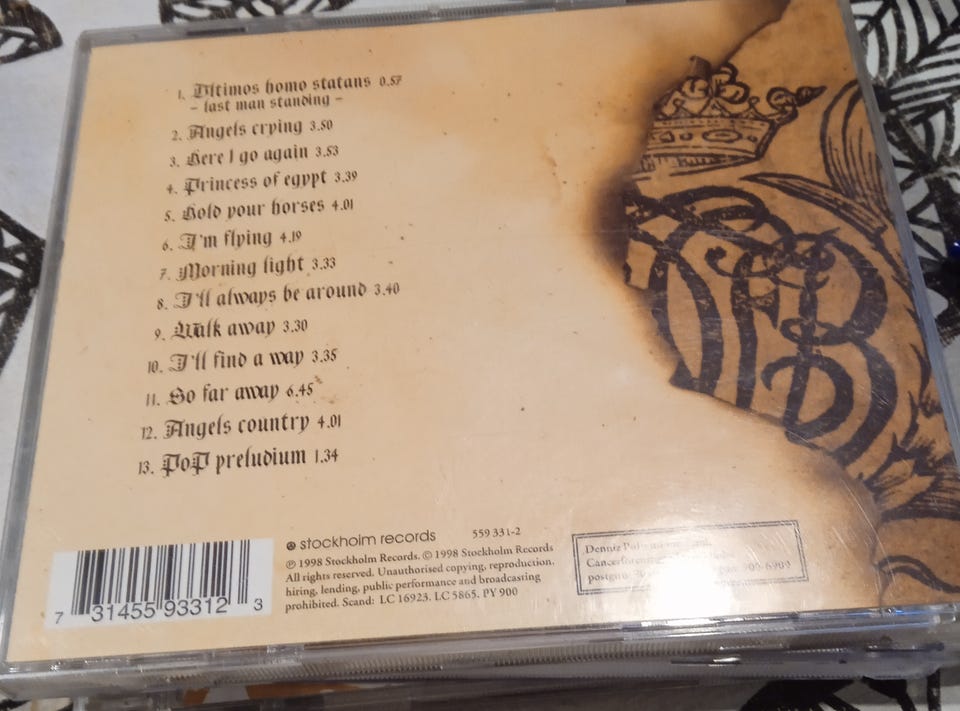 1. Ultimos homo statans 0.57
- last man standing -
2. Angels crying 3.50
3. Here I go again 3.53
4. Princess of egypt 3.39
5. Hold your horses 4.01
6. I'm flying 4.19
7. Morning light 3.33
8. I'll always be around 3.40
9. Walk away 3.30
10. I'll find a way 3.35
11. So far away 6.45
12. Angels country 4.01
13. PoP preludium 1.34
stockholm records 559 331-2
℗ 1998 Stockholm Records. © 1998 Stockholm Records
All rights reserved. Unauthorised copying, reproduction,
hiring, lending, public performance and broadcasting
prohibited. Scand: LC 16923. LC 5865. PY 900
7 31455 93312 3
Denniz
Cancerforening
postgiro 900-6909